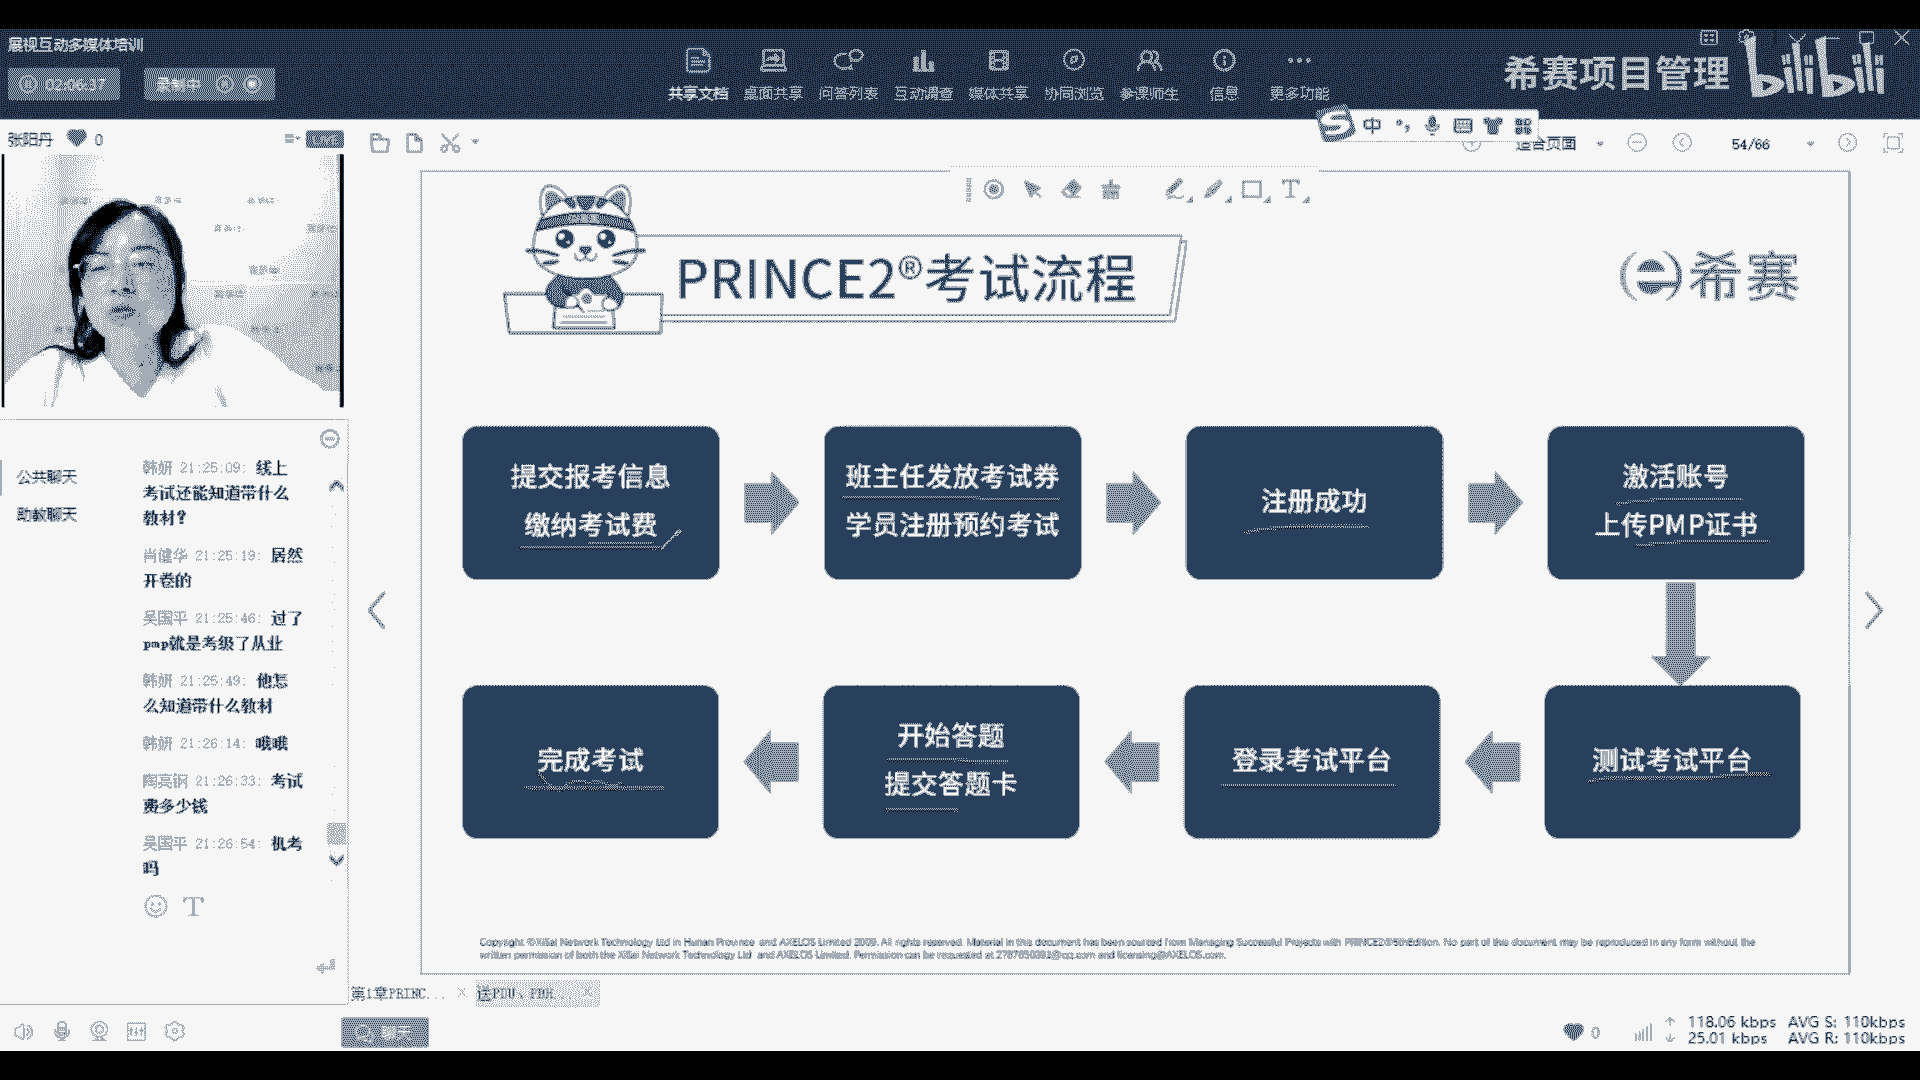 展视互动多媒体培训
02:06:37
录制中
共享文档
桌面共享
问答列表
互动调查
媒体共享
协同浏览
参课师生
信息
更多功能
希赛项目管理
bilibili
张阳丹
0
LIVE
中
适合页面
54/66
PRINCE2®考试流程
希赛
提交报考信息
缴纳考试费
班主任发放考试券
学员注册预约考试
注册成功
激活账号
上传PMP证书
完成考试
开始答题
提交答题卡
登录考试平台
测试考试平台
公共聊天
助教聊天
韩妍 21:25:09: 线上
考试还能知道带什么
教材?
肖健华 21:25:19: 居然
开卷的
吴国平 21:25:46: 过了
pmp就是考级了从业
韩妍 21:25:49: 他怎
么知道带什么教材
韩妍 21:26:14: 哦哦
陶亮钢 21:26:33: 考试
费多少钱
吴国平 21:26:54: 机考
吗
Copyright ©XiSai Network Technology Ltd in Hunan Province and AXELOS Limited 2009. All rights reserved. Material in this document has been sourced from Managing Successful Projects with PRINCE2®6thEdition. No part of this document may be reproduced in any form without the
written permission of both the XiSai Network Technology Ltd and AXELOS Limited. Permission can be requested at
and licensing@AXELOS.com.
第1章PRINC...
送PDU、
聊天
0
118.06 kbps AVG S: 110kbps
25.01 kbps AVG R: 110kbps